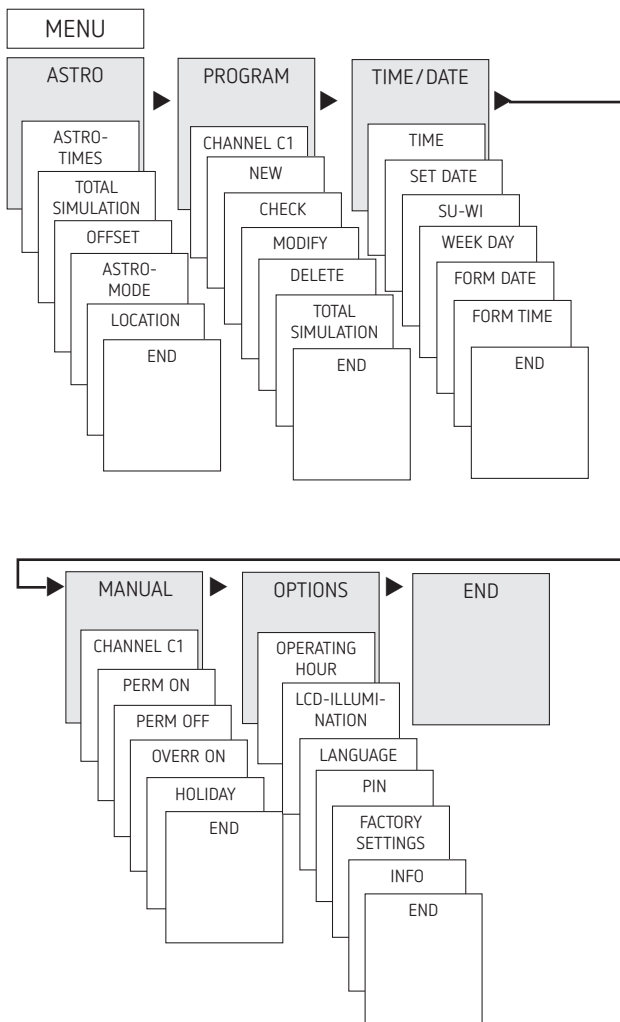 MENU
ASTRO
ASTRO-
TIMES
TOTAL
SIMULATION
OFFSET
ASTRO-
MODE
LOCATION
END
PROGRAM
CHANNEL C1
NEW
CHECK
MODIFY
DELETE
TOTAL
SIMULATION
END
TIME/DATE
TIME
SET DATE
SU-WI
WEEK DAY
FORM DATE
FORM TIME
END
MANUAL
CHANNEL C1
PERM ON
PERM OFF
OVERR ON
HOLIDAY
END
OPTIONS
OPERATING
HOUR
LCD-ILLUMI-
NATION
LANGUAGE
PIN
FACTORY
SETTINGS
INFO
END
END